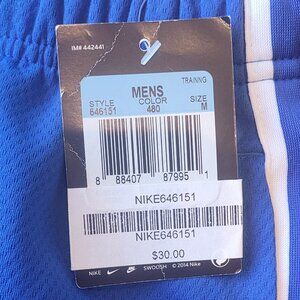 IM# 442441
TRAINNG
MENS
STYLE COLOR SIZE
646151 480 M
8 88407 87995 1
NIKE646151
NIKE646151
$30.00
NIKE SWOOSH © 2014 Nike